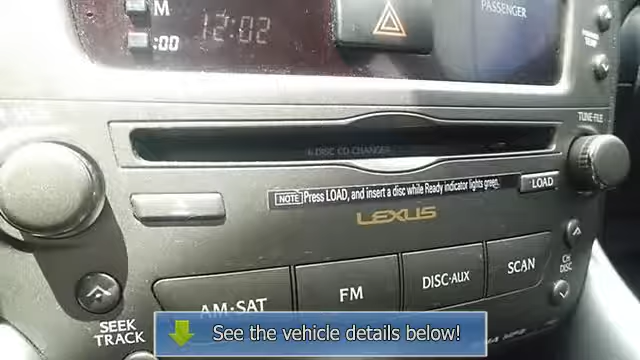 M
12:02
:00
PASSENGER
PASSENGER
TEMP
TUNE·FILE
6 DISC CD CHANGER
NOTE Press LOAD, and insert a disc while Ready indicator lights green.
LOAD
LEXUS
AM·SAT
FM
DISC·AUX
SCAN
CH
DISC
SEEK
TRACK
See the vehicle details below!